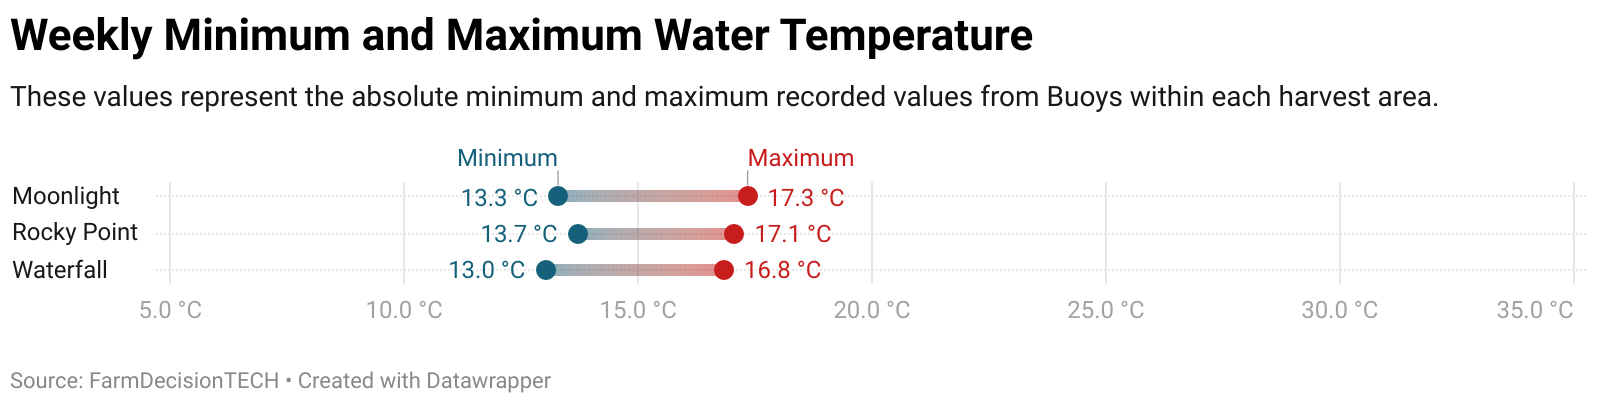 Weekly Minimum and Maximum Water Temperature
These values represent the absolute minimum and maximum recorded values from Buoys within each harvest area.
Minimum Maximum
Moonlight 13.3 °C 17.3 °C
Rocky Point 13.7 °C 17.1 °C
Waterfall 13.0 °C 16.8 °C
5.0 °C 10.0 °C 15.0 °C 20.0 °C 25.0 °C 30.0 °C 35.0 °C
Source: FarmDecisionTECH • Created with Datawrapper